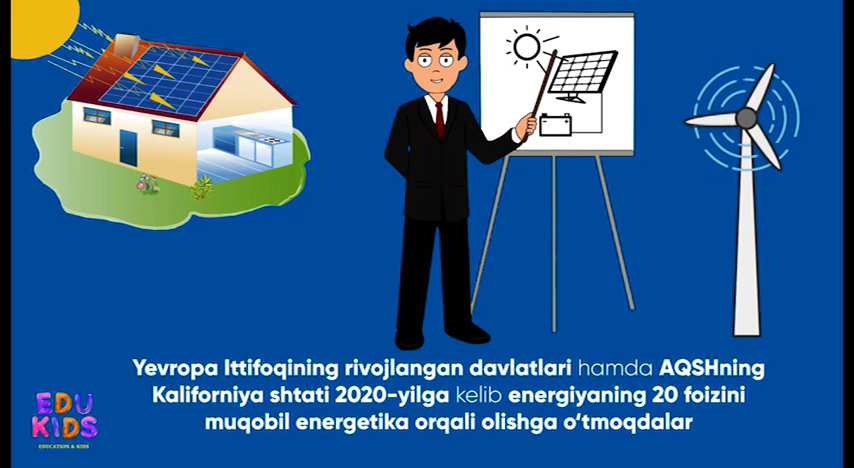 Yevropa Ittifoqining rivojlangan davlatlari hamda AQSHning
Kaliforniya shtati 2020-yilga kelib energiyaning 20 foizini
muqobil energetika orqali olishga o‘tmoqdalar
EDU
KIDS
EDUCATION & KIDS